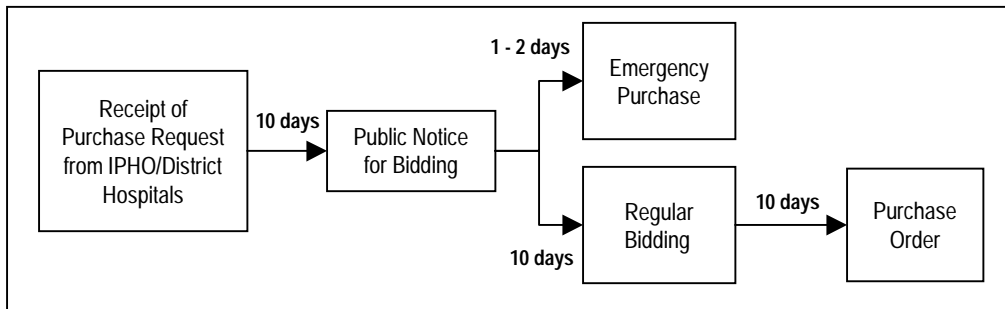 Receipt of
Purchase Request
from IPHO/District
Hospitals
10 days
Public Notice
for Bidding
1 - 2 days
Emergency
Purchase
10 days
Regular
Bidding
10 days
Purchase
Order